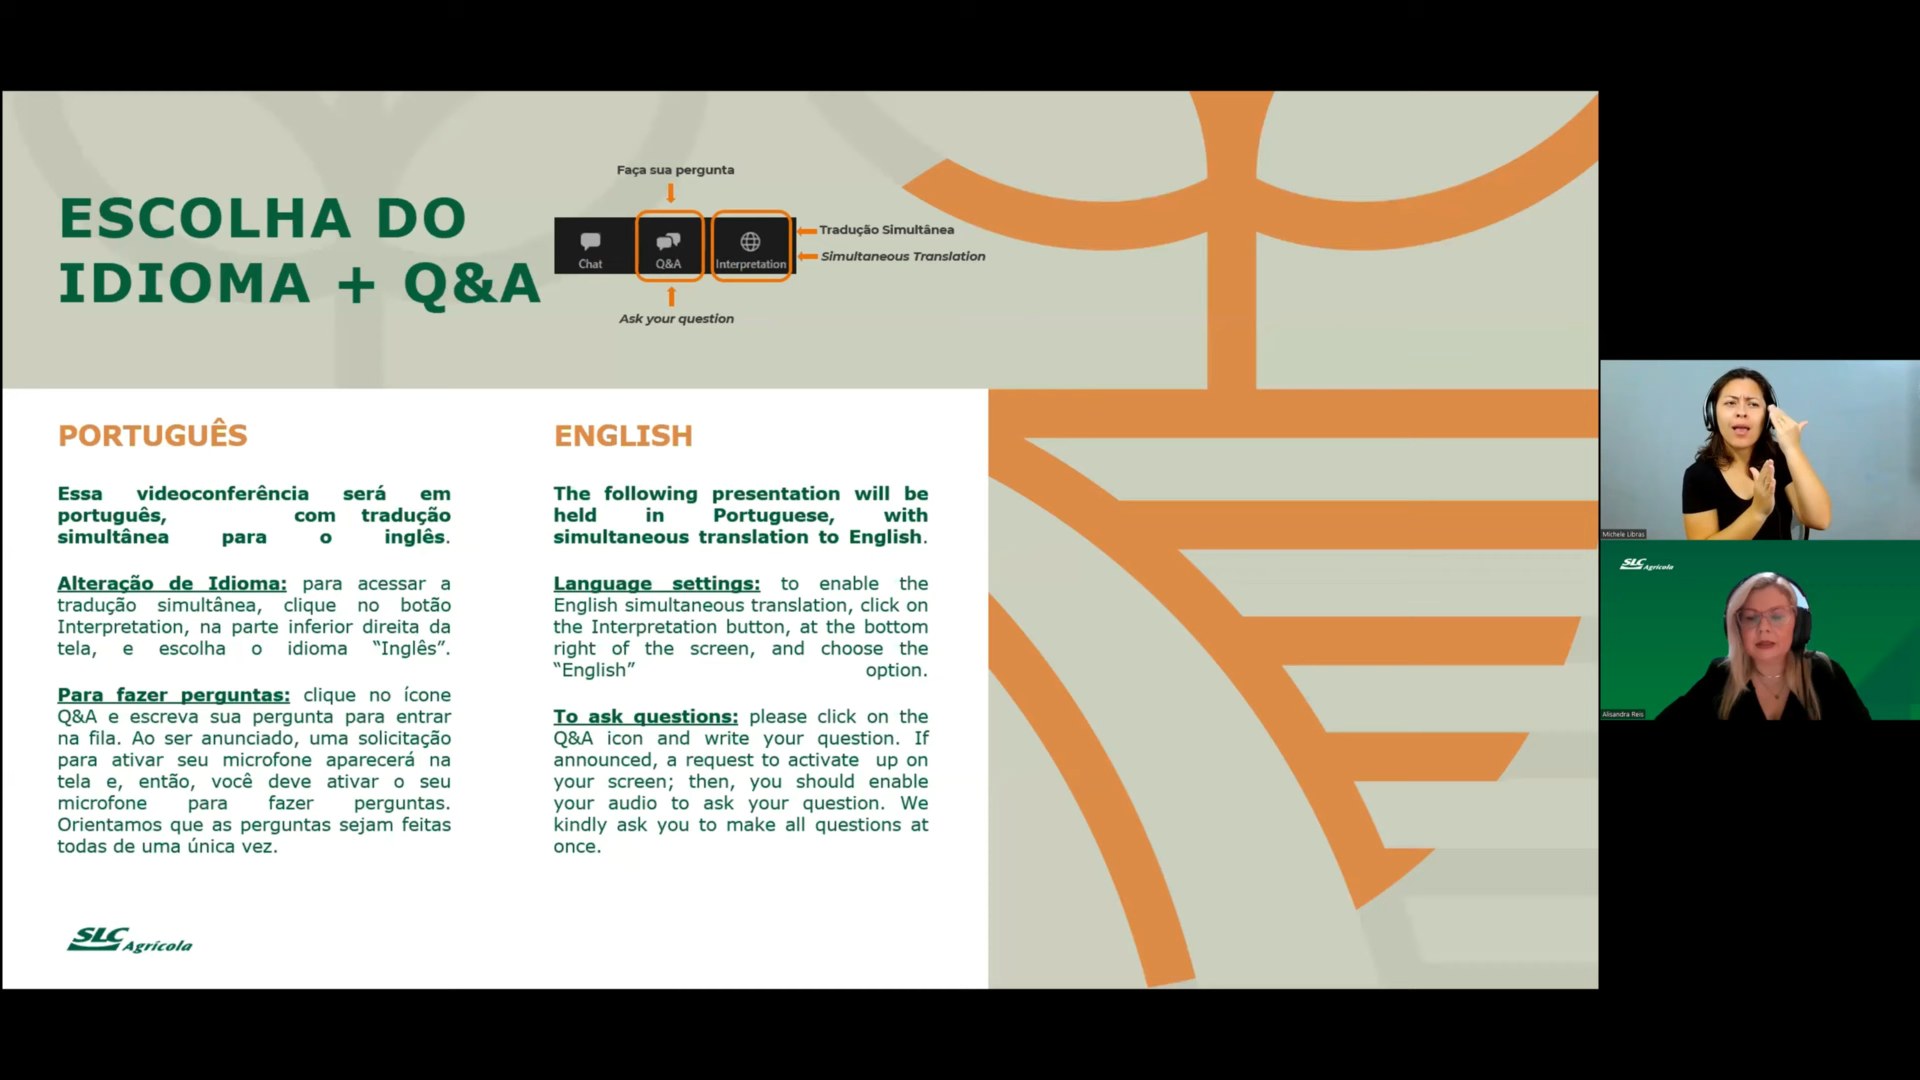 ESCOLHA DO
IDIOMA + Q&A
Faça sua pergunta
Chat
Q&A
Interpretation
Tradução Simultânea
Simultaneous Translation
Ask your question
PORTUGUÊS
Essa videoconferência será em
português, com tradução
simultânea para o inglês.
Alteração de Idioma: para acessar a
tradução simultânea, clique no botão
Interpretation, na parte inferior direita da
tela, e escolha o idioma “Inglês”.
Para fazer perguntas: clique no ícone
Q&A e escreva sua pergunta para entrar
na fila. Ao ser anunciado, uma solicitação
para ativar seu microfone aparecerá na
tela e, então, você deve ativar o seu
microfone para fazer perguntas.
Orientamos que as perguntas sejam feitas
todas de uma única vez.
ENGLISH
The following presentation will be
held in Portuguese, with
simultaneous translation to English.
Language settings: to enable the
English simultaneous translation, click on
the Interpretation button, at the bottom
right of the screen, and choose the
“English” option.
To ask questions: please click on the
Q&A icon and write your question. If
announced, a request to activate up on
your screen; then, you should enable
your audio to ask your question. We
kindly ask you to make all questions at
once.
SLC Agrícola
Michele Libras
SLC Agrícola
Alisandra Reis